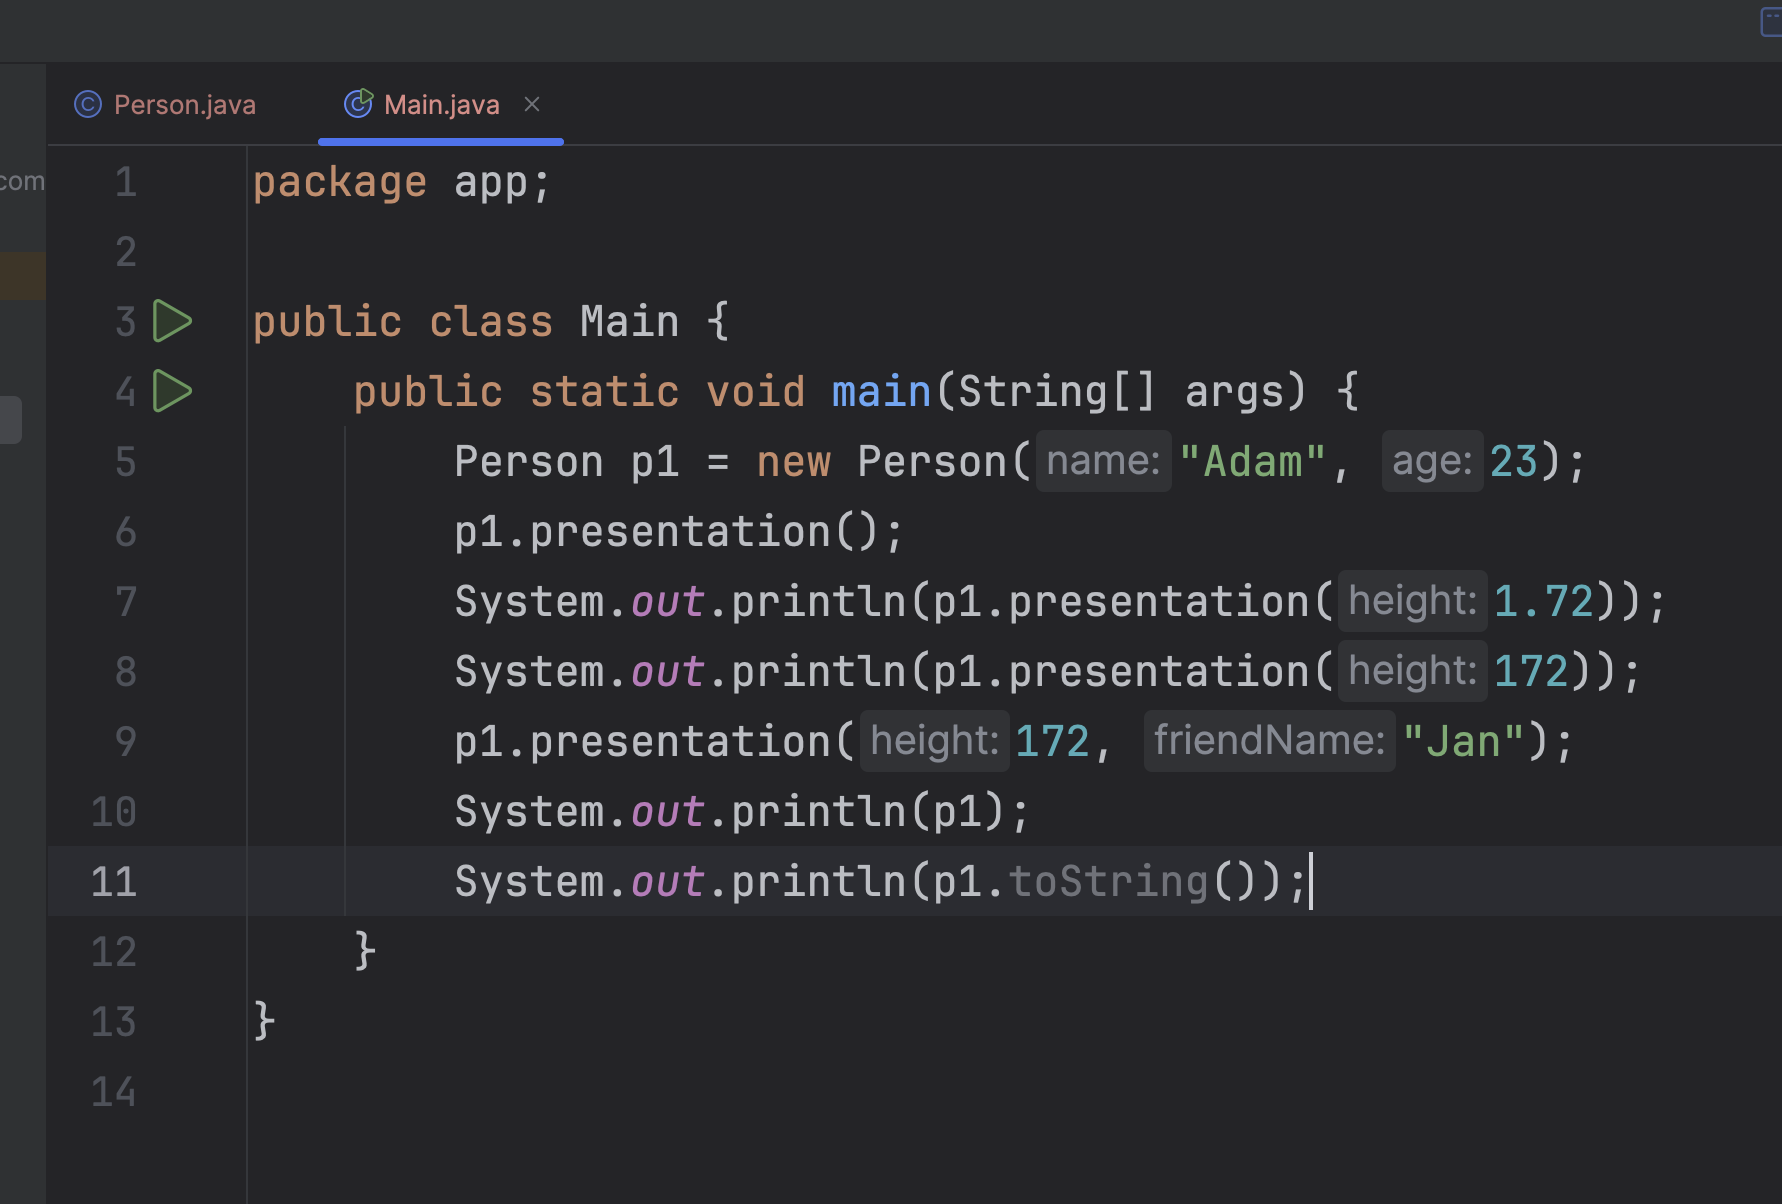 Person.java Main.java
com
1 package app;
2
3 public class Main {
4 public static void main(String[] args) {
5 Person p1 = new Person( name: "Adam", age: 23);
6 p1.presentation();
7 System.out.println(p1.presentation( height: 1.72));
8 System.out.println(p1.presentation( height: 172));
9 p1.presentation( height: 172, friendName: "Jan");
10 System.out.println(p1);
11 System.out.println(p1.toString());
12 }
13 }
14